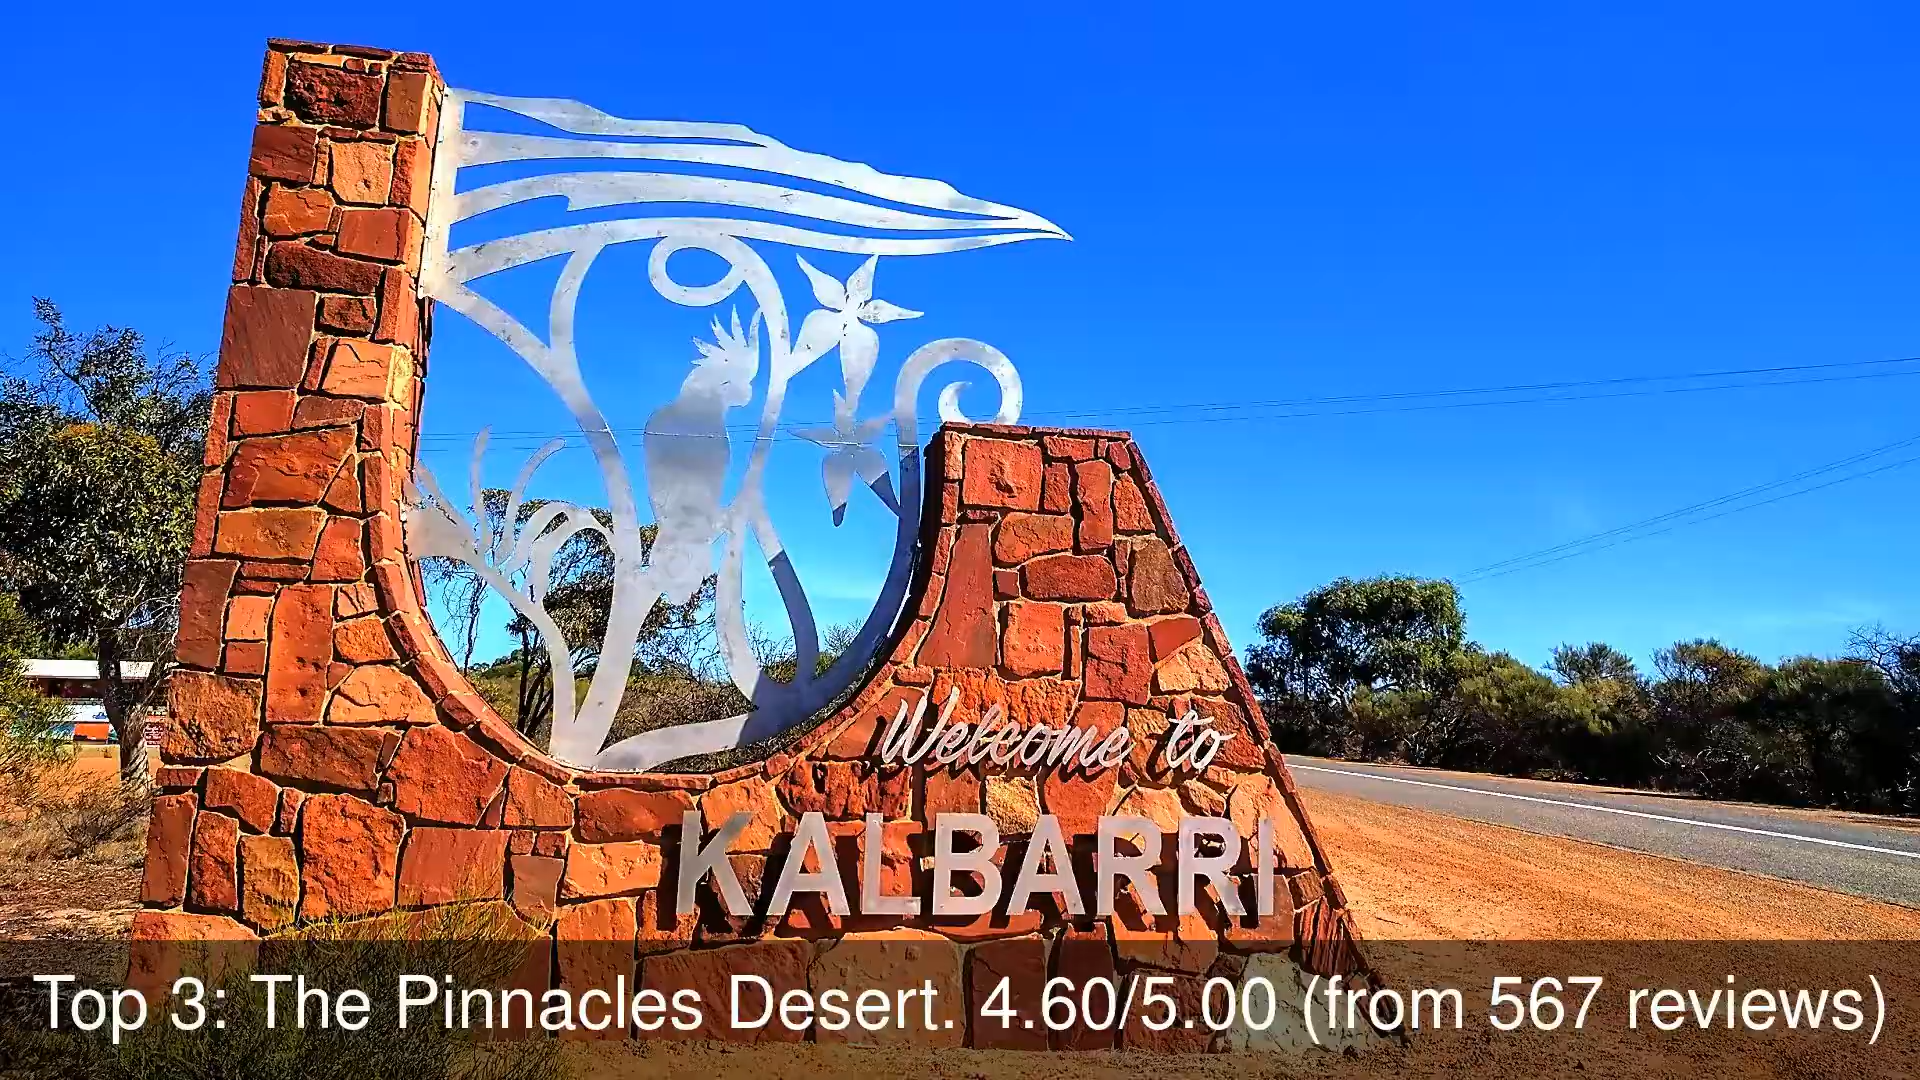 Welcome to
KALBARRI
Top 3: The Pinnacles Desert. 4.60/5.00 (from 567 reviews)